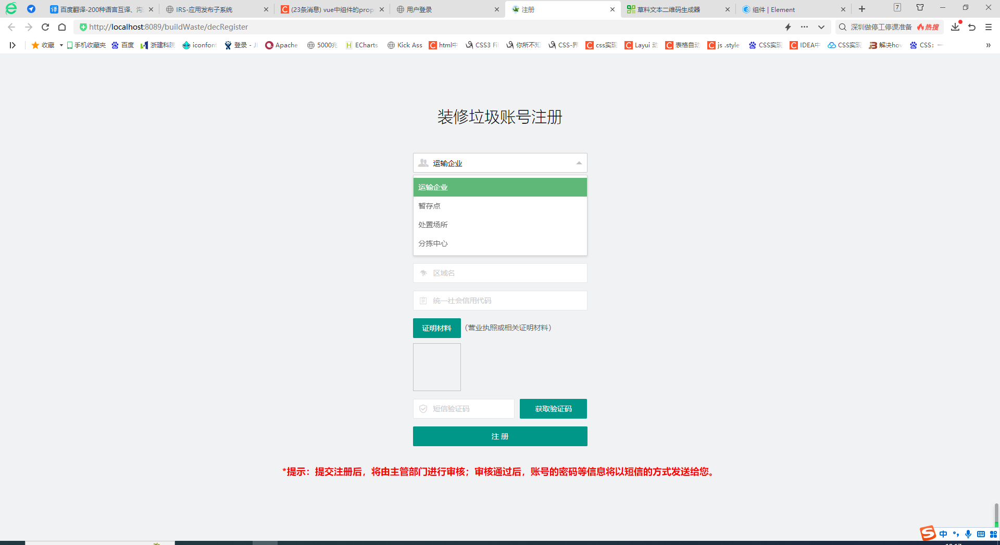 百度翻译-200种语言互译、沟
IRS-应用发布子系统
(23条消息) vue中组件的prop
用户登录
注册
草料文本二维码生成器
组件 | Element
7
http://localhost:8089/buildWaste/decRegister
深圳做停工停课准备
热搜
收藏
手机收藏夹
百度
浙建科院
iconfont
登录 - JI
Apache
5000兆
ECharts
Kick Ass
html中
CSS3 Fil
你所不知
CSS-界
css实现
Layui 动
表格自动
js .style
CSS实现
IDEA中
CSS实现
解决hov
CSS：一
装修垃圾账号注册
运输企业
运输企业
暂存点
处置场所
分拣中心
区域名
统一社会信用代码
证明材料
（营业执照或相关证明材料）
短信验证码
获取验证码
注 册
*提示：提交注册后，将由主管部门进行审核；审核通过后，账号的密码等信息将以短信的方式发送给您。
中